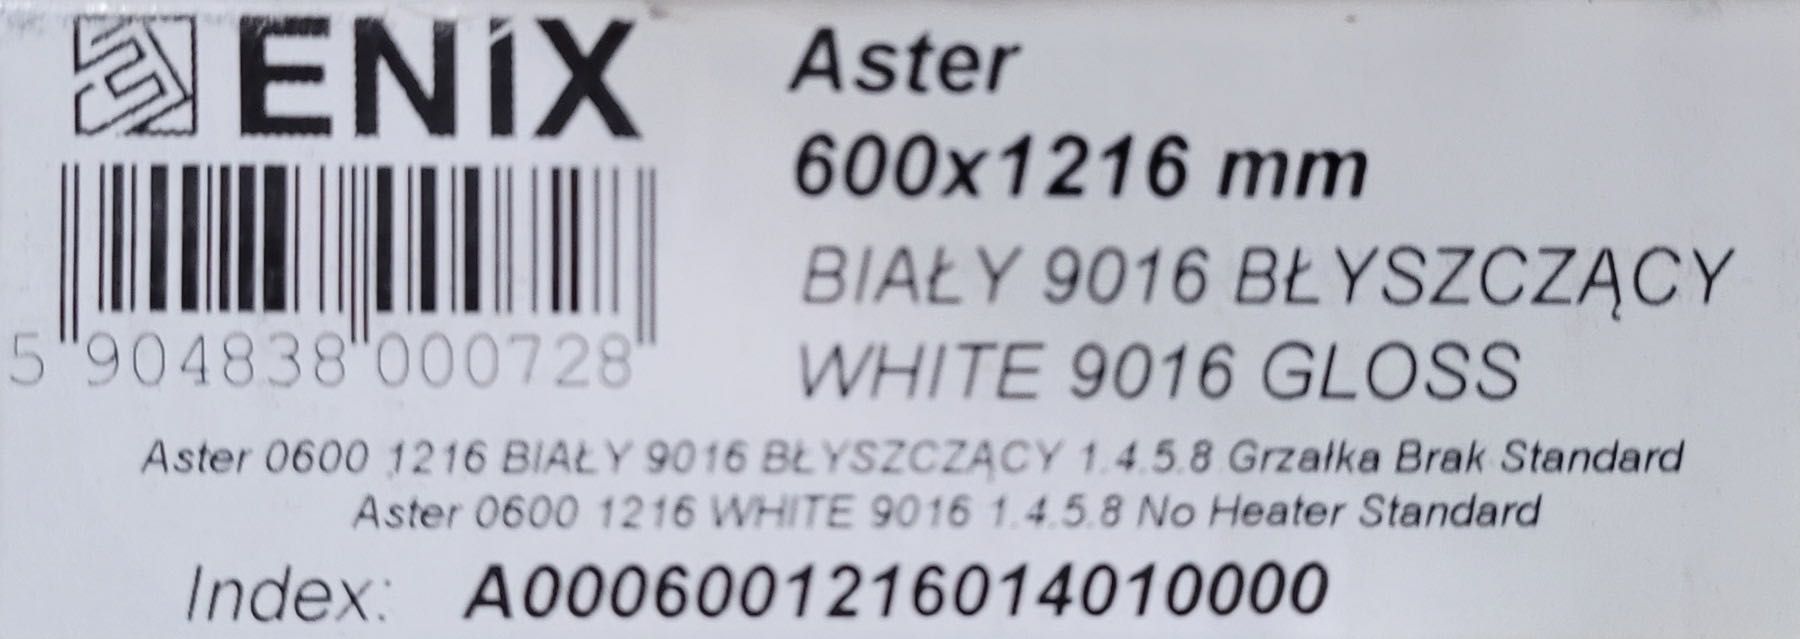 ENiX
Aster
600x1216 mm
BIAŁY 9016 BŁYSZCZĄCY
WHITE 9016 GLOSS
5 904838 000728
Aster 0600 1216 BIAŁY 9016 BŁYSZCZĄCY 1.4.5.8 Grzałka Brak Standard
Aster 0600 1216 WHITE 9016 1.4.5.8 No Heater Standard
Index: A0006001216014010000